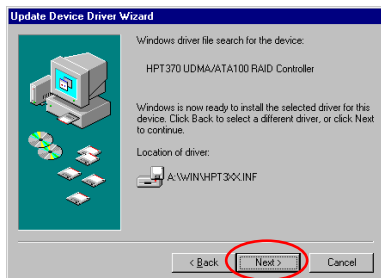 Update Device Driver Wizard
Windows driver file search for the device:
HPT370 UDMA/ATA100 RAID Controller
Windows is now ready to install the selected driver for this
device. Click Back to select a different driver, or click Next
to continue.
Location of driver:
A:\WIN\HPT3XX.INF
< Back
Next >
Cancel